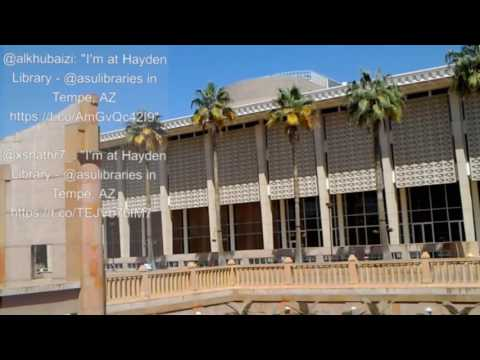 @alkhubaizi: "I'm at Hayden
Library - @asulibraries in
Tempe, AZ
https://t.co/AmGvQc42I9"
"I'm at Hayden
Library - @asulibraries in
Tempe, AZ